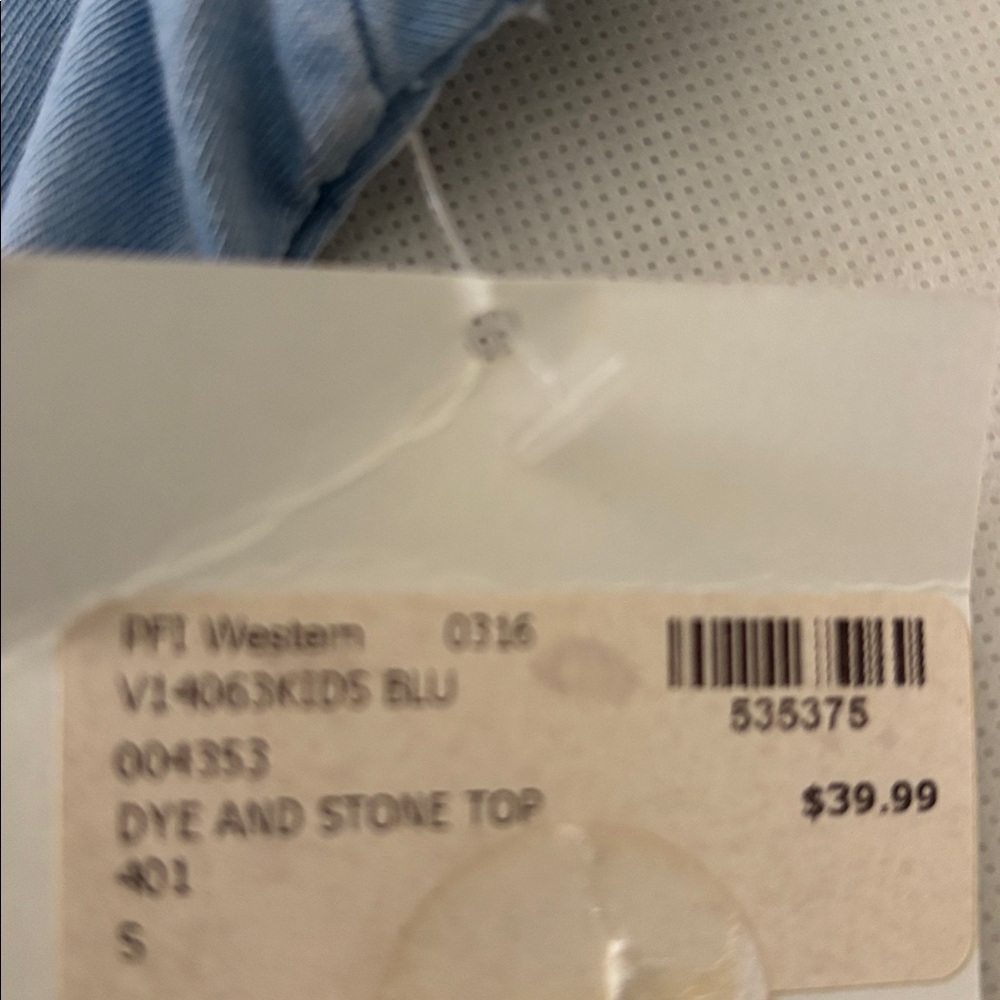 PFI Western 0316
V14063KIDS BLU
535375
004353
DYE AND STONE TOP
$39.99
401
S